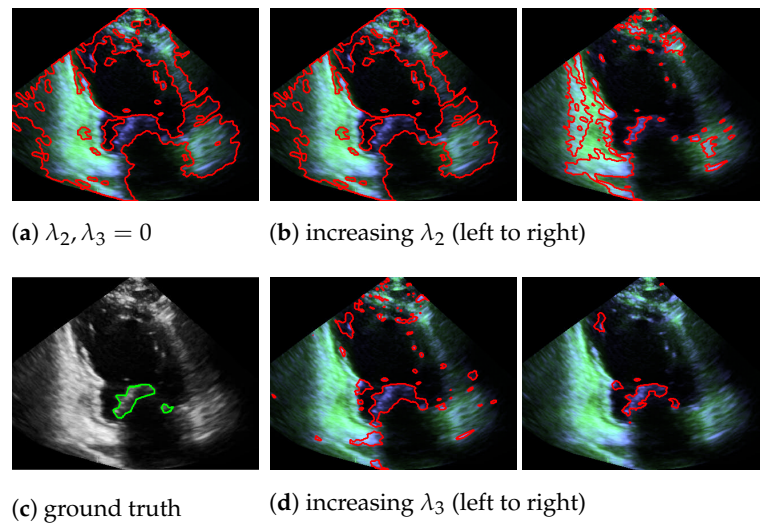 (a) λ₂, λ₃ = 0
(b) increasing λ₂ (left to right)
(c) ground truth
(d) increasing λ₃ (left to right)